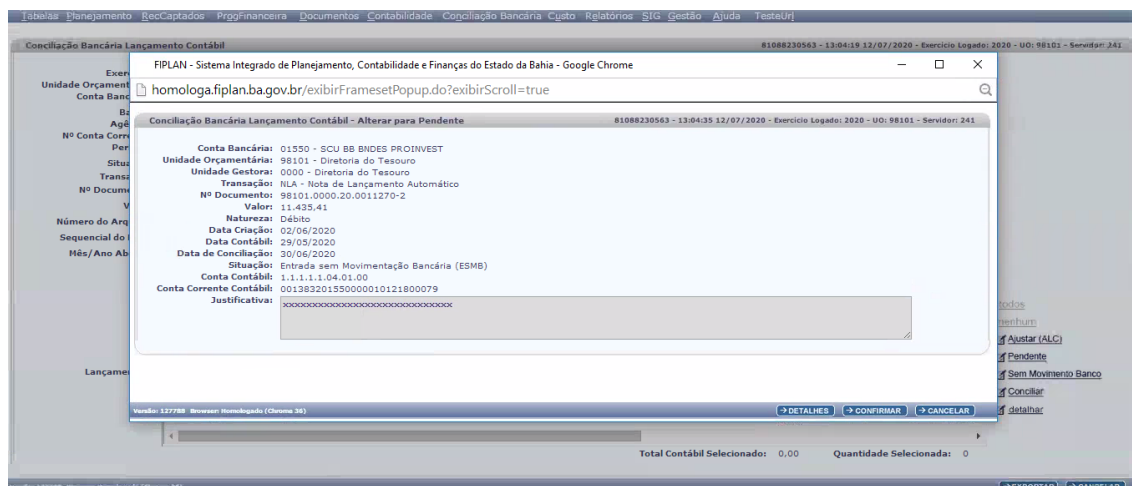 Tabelas Planejamento RecCaptados ProgFinanceira Documentos Contabilidade Conciliação Bancária Custo Relatórios SIG Gestão Ajuda TesteUrl
Conciliação Bancária Lançamento Contábil 81088230563 - 13:04:19 12/07/2020 - Exercício Logado: 2020 - UO: 98101 - Servidor: 241
FIPLAN - Sistema Integrado de Planejamento, Contabilidade e Finanças do Estado da Bahia - Google Chrome
homologa.fiplan.ba.gov.br/exibirFramesetPopup.do?exibirScroll=true
Conciliação Bancária Lançamento Contábil - Alterar para Pendente 81088230563 - 13:04:35 12/07/2020 - Exercício Logado: 2020 - UO: 98101 - Servidor: 241
Conta Bancária: 01550 - SCU BB BNDES PROINVEST
Unidade Orçamentária: 98101 - Diretoria do Tesouro
Unidade Gestora: 0000 - Diretoria do Tesouro
Transação: NLA - Nota de Lançamento Automático
Nº Documento: 98101.0000.20.0011270-2
Valor: 11.435,41
Natureza: Débito
Data Criação: 02/06/2020
Data Contábil: 29/05/2020
Data de Conciliação: 30/06/2020
Situação: Entrada sem Movimentação Bancária (ESMB)
Conta Contábil: 1.1.1.1.1.04.01.00
Conta Corrente Contábil: 001383201550000010121800079
Justificativa: xxxxxxxxxxxxxxxxxxxxxxxxxxxxxx
Versão: 127788 Browser: Homologado (Chrome 36) DETALHES CONFIRMAR CANCELAR
Exer
Unidade Orçament
Conta Banc
Ba
Agê
Nº Conta Corre
Per
Situa
Transa
Nº Docume
V
Número do Arq
Sequencial do
Mês/Ano Ab
Lançame
todos
nenhum
Ajustar (ALC)
Pendente
Sem Movimento Banco
Conciliar
detalhar
Total Contábil Selecionado: 0,00 Quantidade Selecionada: 0
EXPORTAR CANCELAR